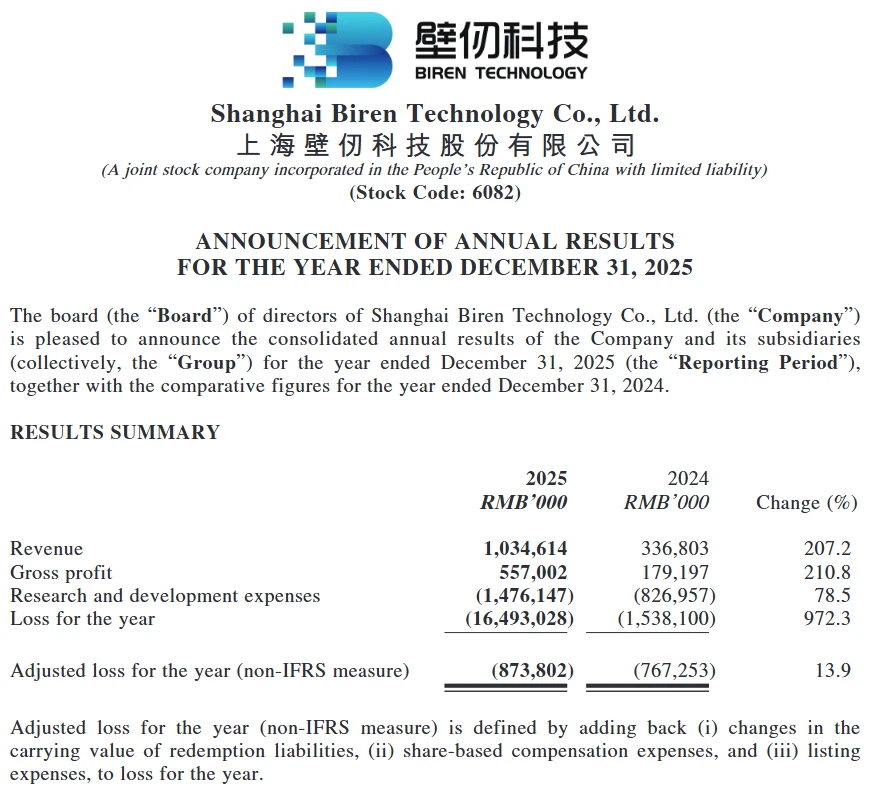 壁仞科技
BIREN TECHNOLOGY
Shanghai Biren Technology Co., Ltd.
上海壁仞科技股份有限公司
(A joint stock company incorporated in the People’s Republic of China with limited liability)
(Stock Code: 6082)
ANNOUNCEMENT OF ANNUAL RESULTS
FOR THE YEAR ENDED DECEMBER 31, 2025
The board (the “Board”) of directors of Shanghai Biren Technology Co., Ltd. (the “Company”)
is pleased to announce the consolidated annual results of the Company and its subsidiaries
(collectively, the “Group”) for the year ended December 31, 2025 (the “Reporting Period”),
together with the comparative figures for the year ended December 31, 2024.
RESULTS SUMMARY
2025 2024
RMB’000 RMB’000 Change (%)
Revenue 1,034,614 336,803 207.2
Gross profit 557,002 179,197 210.8
Research and development expenses (1,476,147) (826,957) 78.5
Loss for the year (16,493,028) (1,538,100) 972.3
Adjusted loss for the year (non-IFRS measure) (873,802) (767,253) 13.9
Adjusted loss for the year (non-IFRS measure) is defined by adding back (i) changes in the
carrying value of redemption liabilities, (ii) share-based compensation expenses, and (iii) listing
expenses, to loss for the year.